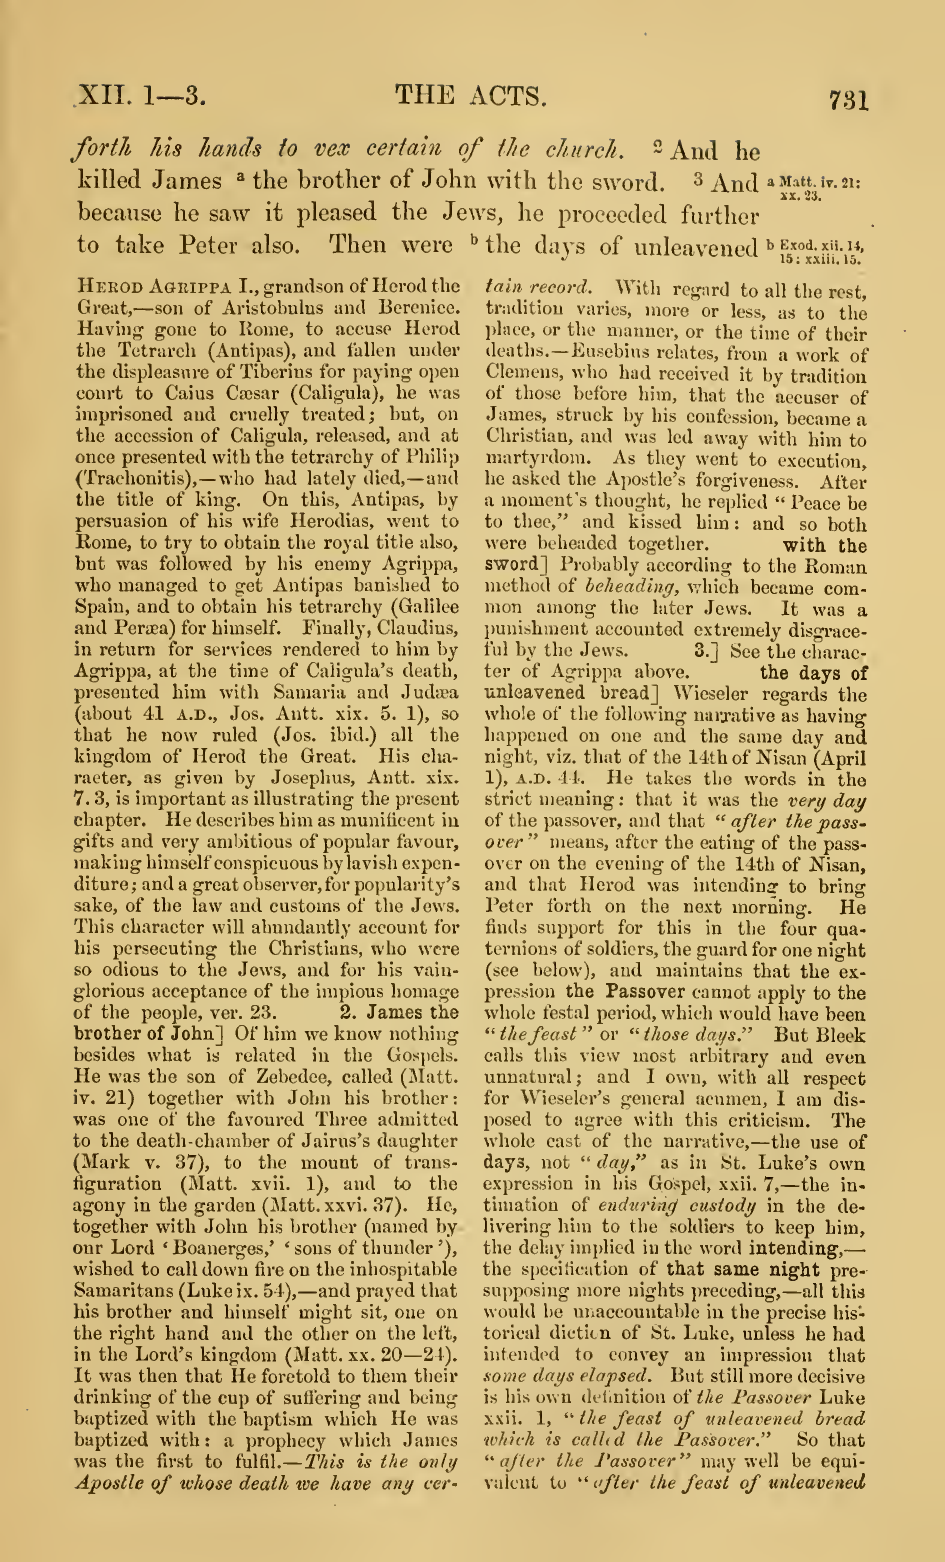 XII. 1—3. THE ACTS. 731
forth his hands to vex certain of the church. 2 And he
killed James a the brother of John with the sword. 3 And a Matt. iv. 21:
xx. 23.
because he saw it pleased the Jews, he proceeded further
to take Peter also. Then were b the days of unleavened b Exod. xii. 14,
15: xxiii. 15.
HEROD AGRIPPA I., grandson of Herod the
Great,—son of Aristobulus and Berenice.
Having gone to Rome, to accuse Herod
the Tetrarch (Antipas), and fallen under
the displeasure of Tiberius for paying open
court to Caius Cæsar (Caligula), he was
imprisoned and cruelly treated; but, on
the accession of Caligula, released, and at
once presented with the tetrarchy of Philip
(Trachonitis),—who had lately died,—and
the title of king. On this, Antipas, by
persuasion of his wife Herodias, went to
Rome, to try to obtain the royal title also,
but was followed by his enemy Agrippa,
who managed to get Antipas banished to
Spain, and to obtain his tetrarchy (Galilee
and Peræa) for himself. Finally, Claudius,
in return for services rendered to him by
Agrippa, at the time of Caligula's death,
presented him with Samaria and Judæa
(about 41 A.D., Jos. Antt. xix. 5. 1), so
that he now ruled (Jos. ibid.) all the
kingdom of Herod the Great. His cha-
racter, as given by Josephus, Antt. xix.
7. 3, is important as illustrating the present
chapter. He describes him as munificent in
gifts and very ambitious of popular favour,
making himself conspicuous by lavish expen-
diture; and a great observer, for popularity's
sake, of the law and customs of the Jews.
This character will abundantly account for
his persecuting the Christians, who were
so odious to the Jews, and for his vain-
glorious acceptance of the impious homage
of the people, ver. 23. 2. James the
brother of John] Of him we know nothing
besides what is related in the Gospels.
He was the son of Zebedee, called (Matt.
iv. 21) together with John his brother:
was one of the favoured Three admitted
to the death-chamber of Jairus's daughter
(Mark v. 37), to the mount of trans-
figuration (Matt. xvii. 1), and to the
agony in the garden (Matt. xxvi. 37). He,
together with John his brother (named by
our Lord ‘Boanerges,’ ‘sons of thunder’),
wished to call down fire on the inhospitable
Samaritans (Luke ix. 54),—and prayed that
his brother and himself might sit, one on
the right hand and the other on the left,
in the Lord's kingdom (Matt. xx. 20—24).
It was then that He foretold to them their
drinking of the cup of suffering and being
baptized with the baptism which He was
baptized with: a prophecy which James
was the first to fulfil.—This is the only
Apostle of whose death we have any cer-
tain record. With regard to all the rest,
tradition varies, more or less, as to the
place, or the manner, or the time of their
deaths.—Eusebius relates, from a work of
Clemens, who had received it by tradition
of those before him, that the accuser of
James, struck by his confession, became a
Christian, and was led away with him to
martyrdom. As they went to execution,
he asked the Apostle's forgiveness. After
a moment's thought, he replied “Peace be
to thee,” and kissed him: and so both
were beheaded together. with the
sword] Probably according to the Roman
method of beheading, which became com-
mon among the later Jews. It was a
punishment accounted extremely disgrace-
ful by the Jews. 3.] See the charac-
ter of Agrippa above. the days of
unleavened bread] Wieseler regards the
whole of the following narrative as having
happened on one and the same day and
night, viz. that of the 14th of Nisan (April
1), A.D. 44. He takes the words in the
strict meaning: that it was the very day
of the passover, and that “after the pass-
over” means, after the eating of the pass-
over on the evening of the 14th of Nisan,
and that Herod was intending to bring
Peter forth on the next morning. He
finds support for this in the four qua-
ternions of soldiers, the guard for one night
(see below), and maintains that the ex-
pression the Passover cannot apply to the
whole festal period, which would have been
“the feast” or “those days.” But Bleek
calls this view most arbitrary and even
unnatural; and I own, with all respect
for Wieseler's general acumen, I am dis-
posed to agree with this criticism. The
whole cast of the narrative,—the use of
days, not “day,” as in St. Luke's own
expression in his Gospel, xxii. 7,—the in-
timation of enduring custody in the de-
livering him to the soldiers to keep him,
the delay implied in the word intending,—
the specification of that same night pre-
supposing more nights preceding,—all this
would be unaccountable in the precise his-
torical diction of St. Luke, unless he had
intended to convey an impression that
some days elapsed. But still more decisive
is his own definition of the Passover Luke
xxii. 1, “the feast of unleavened bread
which is called the Passover.” So that
“after the Passover” may well be equi-
valent to “after the feast of unleavened